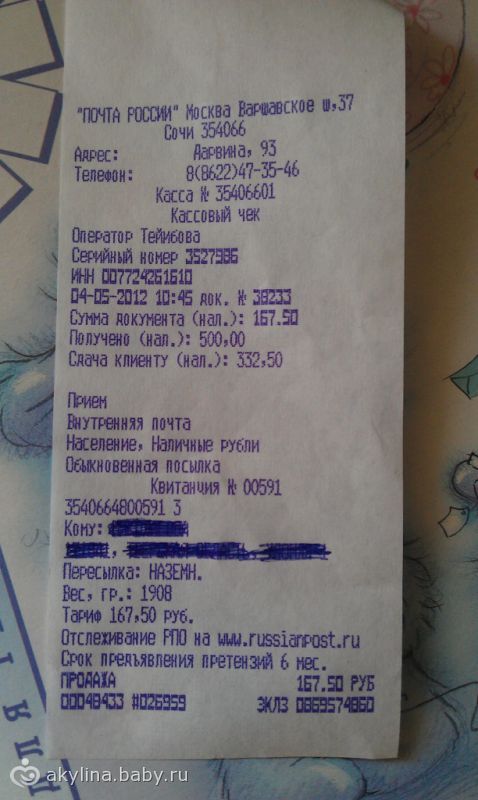 "ПОЧТА РОССИИ" Москва Варшавское ш,37
Сочи 354066
Адрес: Дарвина, 93
Телефон: 8(8622)47-35-46
Касса № 35406601
Кассовый чек
Оператор Тейибова
Серийный номер 3527986
ИНН 007724261610
04-05-2012 10:45 док. № 38233
Сумма документа (нал.): 167.50
Получено (нал.): 500,00
Сдача клиенту (нал.): 332,50
Прием
Внутренняя почта
Население, Наличные рубли
Обыкновенная посылка
Квитанция № 00591
3540664800591 3
Кому:
Пересылка: НАЗЕМН.
Вес, гр.: 1908
Тариф 167,50 руб.
Отслеживание РПО на www.russianpost.ru
Срок предъявления претензий 6 мес.
ПРОДАЖА 167.50 РУБ
00048433 #026959 ЭКЛЗ 0869574860
akylina.baby.ru